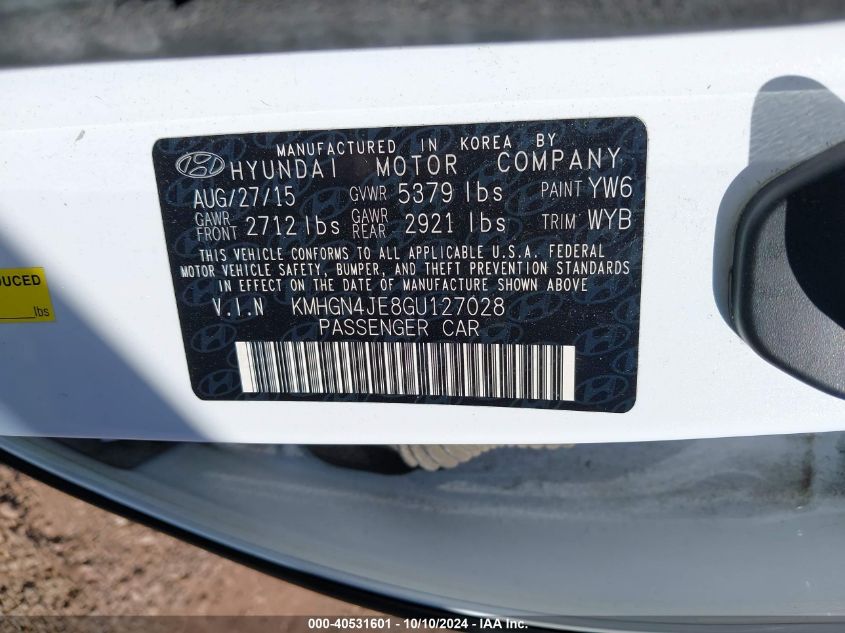 MANUFACTURED IN KOREA BY
HYUNDAI MOTOR COMPANY
AUG/27/15 GVWR 5379 lbs PAINT YW6
GAWR FRONT 2712 lbs GAWR REAR 2921 lbs TRIM WYB
THIS VEHICLE CONFORMS TO ALL APPLICABLE U.S.A. FEDERAL
MOTOR VEHICLE SAFETY, BUMPER, AND THEFT PREVENTION STANDARDS
IN EFFECT ON THE DATE OF MANUFACTURE SHOWN ABOVE
V.I.N KMHGN4JE8GU127028
PASSENGER CAR
DUCED
lbs
000-40531601 - 10/10/2024 - IAA Inc.